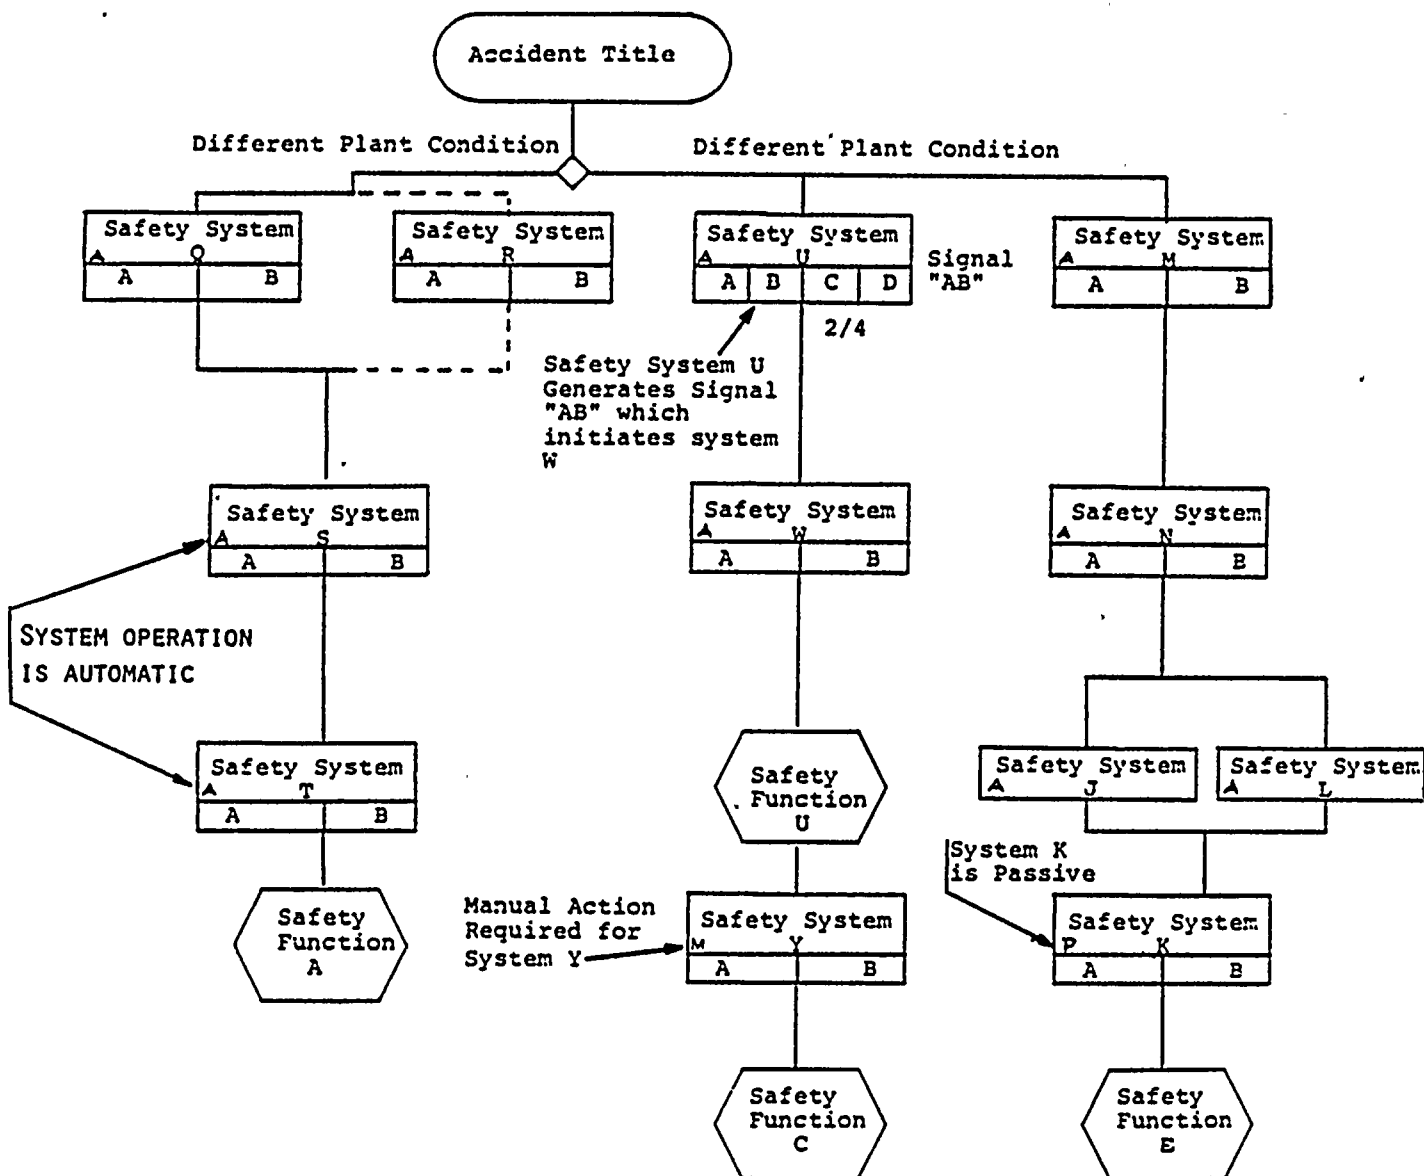 Accident Title
Different Plant Condition
Different Plant Condition
Safety System
A Q
A B
Safety System
A R
A B
Safety System
A U
A B C D
2/4
Signal
"AB"
Safety System
A M
A B
Safety System U
Generates Signal
"AB" which
initiates system
W
Safety System
A S
A B
Safety System
A W
A B
Safety System
A N
A B
SYSTEM OPERATION
IS AUTOMATIC
Safety System
A T
A B
Safety
Function
U
Safety System
A J
Safety System
A L
System K
is Passive
Safety
Function
A
Manual Action
Required for
System Y
Safety System
M Y
A B
Safety System
P K
A B
Safety
Function
C
Safety
Function
E